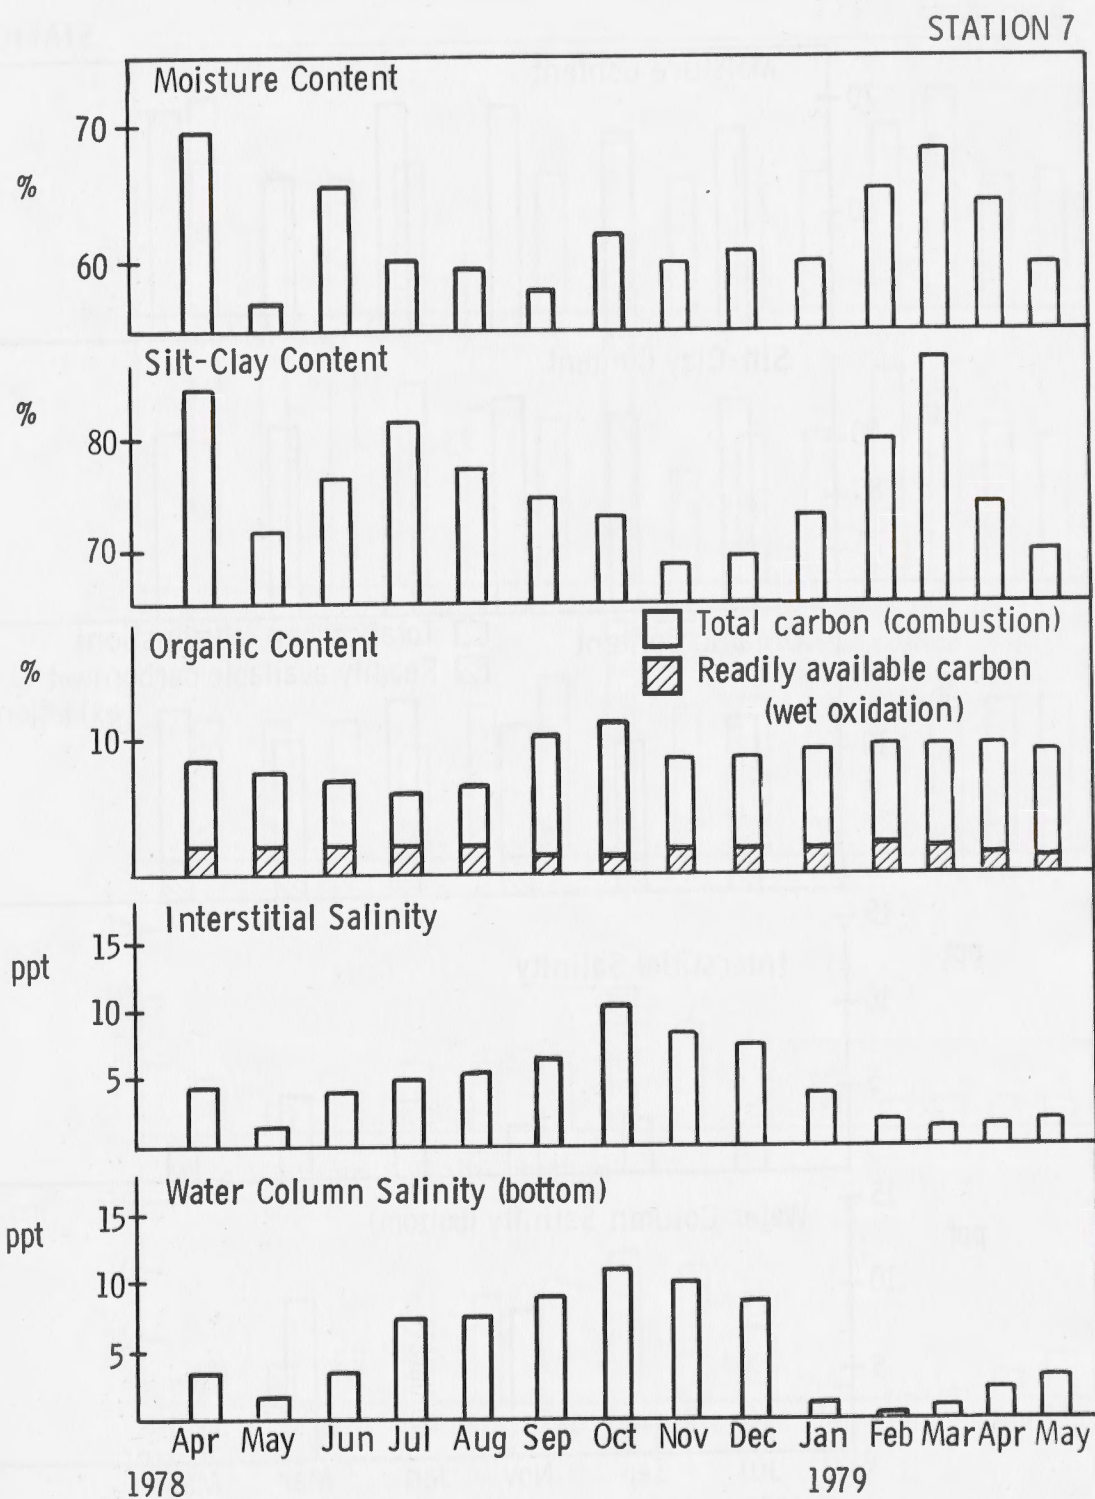 STATION 7
Moisture Content
70
%
60
Silt-Clay Content
%
80
70
Organic Content
%
10
Total carbon (combustion)
Readily available carbon
(wet oxidation)
Interstitial Salinity
15
ppt
10
5
Water Column Salinity (bottom)
15
ppt
10
5
Apr May Jun Jul Aug Sep Oct Nov Dec Jan Feb Mar Apr May
1978 1979